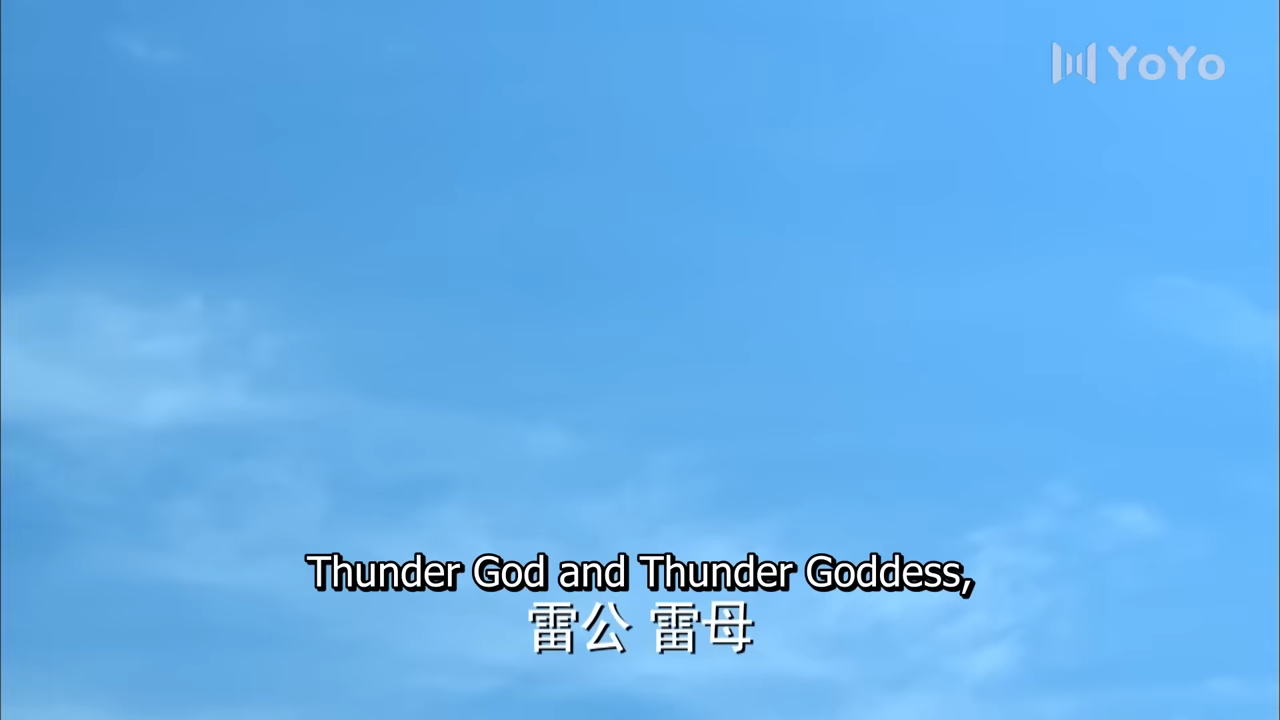 YoYo
Thunder God and Thunder Goddess,
雷公 雷母